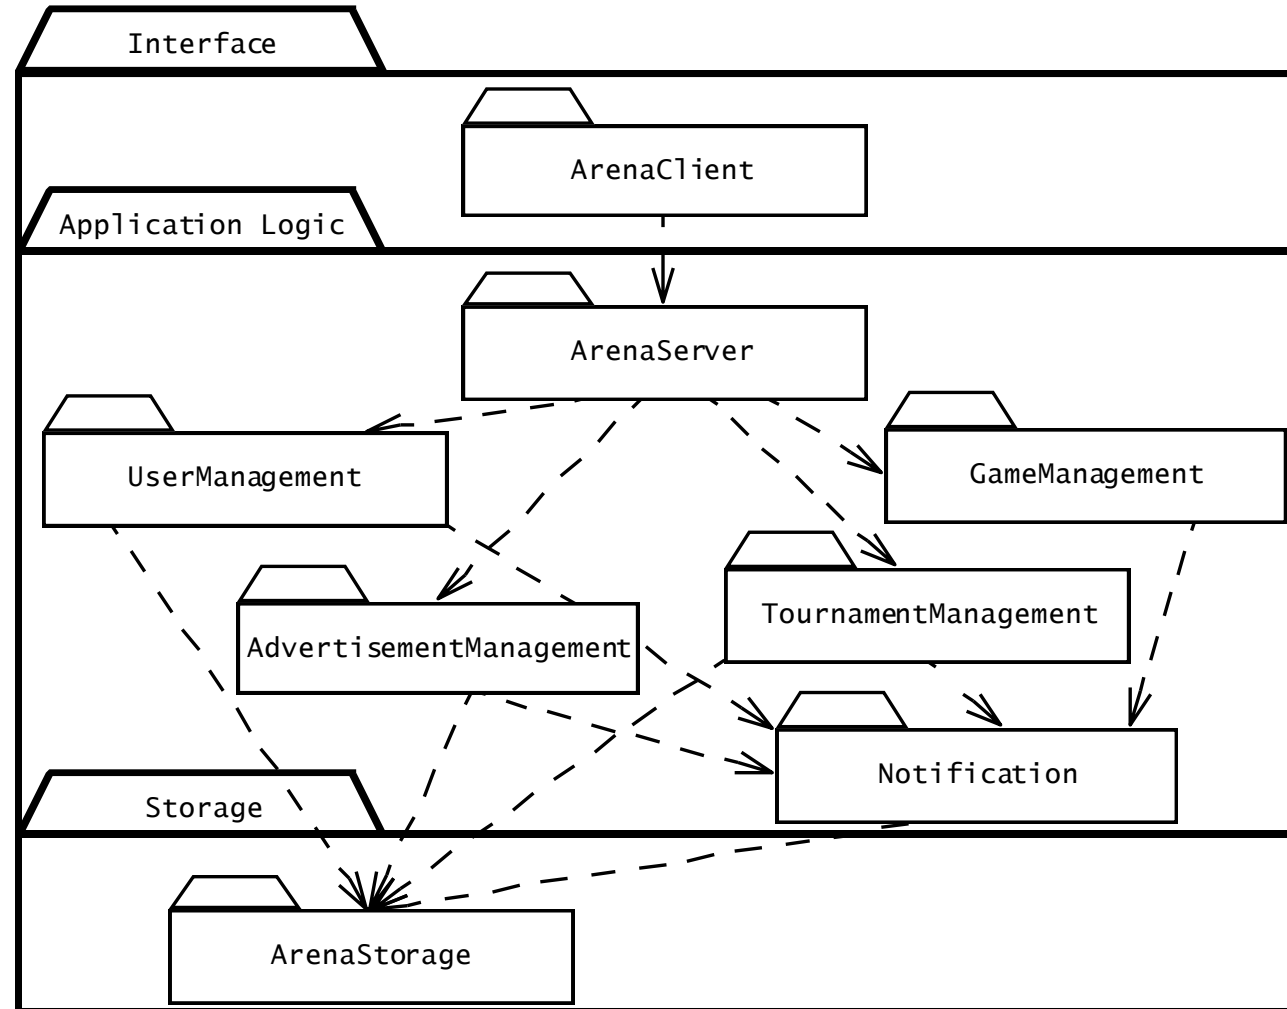 Interface
ArenaClient
Application Logic
ArenaServer
UserManagement
GameManagement
TournamentManagement
AdvertisementManagement
Notification
Storage
ArenaStorage